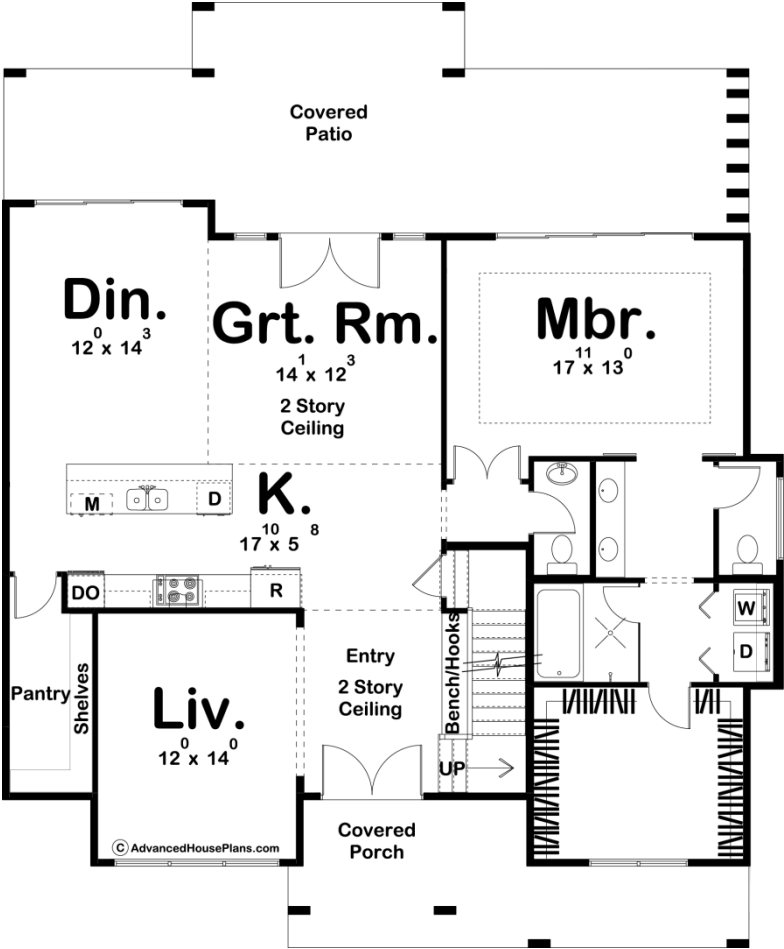 Covered
Patio
Din.
12⁰ x 14³
Grt. Rm.
14¹ x 12³
2 Story
Ceiling
Mbr.
17¹¹ x 13⁰
M
D
K.
17¹⁰ x 5⁸
DO
R
W
D
Pantry
Shelves
Liv.
12⁰ x 14⁰
Entry
2 Story
Ceiling
Bench/Hooks
UP
© AdvancedHousePlans.com
Covered
Porch